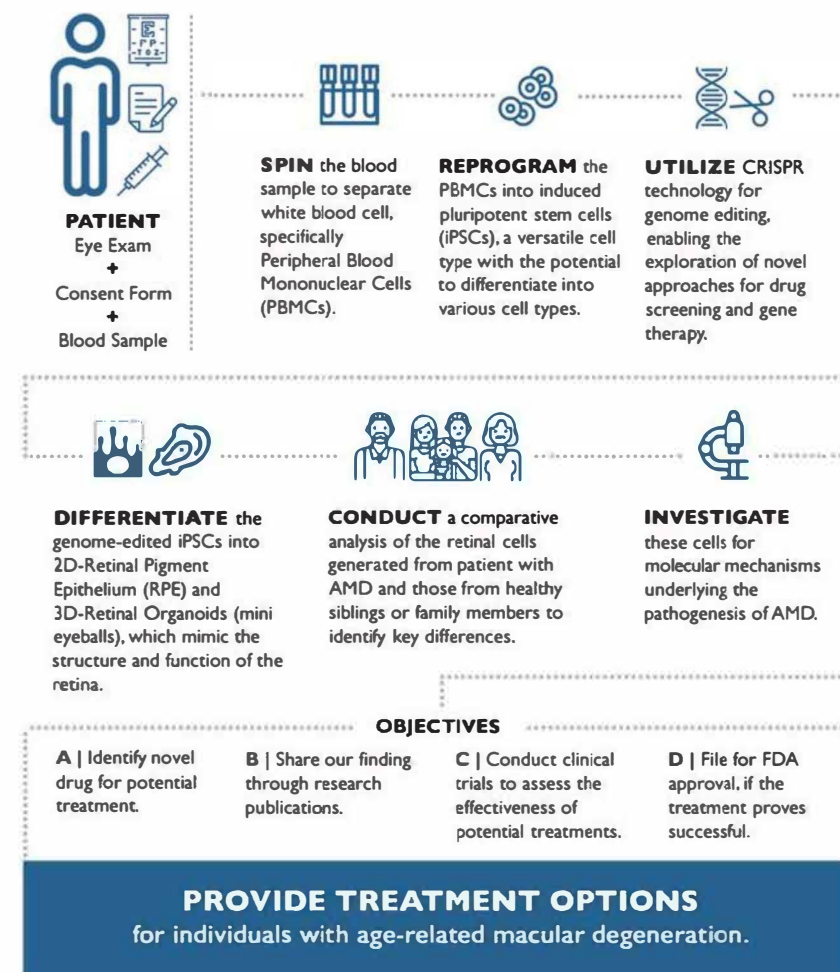 PATIENT
Eye Exam
+
Consent Form
+
Blood Sample
SPIN the blood
sample to separate
white blood cell,
specifically
Peripheral Blood
Mononuclear Cells
(PBMCs).
REPROGRAM the
PBMCs into induced
pluripotent stem cells
(iPSCs), a versatile cell
type with the potential
to differentiate into
various cell types.
UTILIZE CRISPR
technology for
genome editing,
enabling the
exploration of novel
approaches for drug
screening and gene
therapy.
DIFFERENTIATE the
genome-edited iPSCs into
2D-Retinal Pigment
Epithelium (RPE) and
3D-Retinal Organoids (mini
eyeballs), which mimic the
structure and function of the
retina.
CONDUCT a comparative
analysis of the retinal cells
generated from patient with
AMD and those from healthy
siblings or family members to
identify key differences.
INVESTIGATE
these cells for
molecular mechanisms
underlying the
pathogenesis of AMD.
OBJECTIVES
A | Identify novel
drug for potential
treatment.
B | Share our finding
through research
publications.
C | Conduct clinical
trials to assess the
effectiveness of
potential treatments.
D | File for FDA
approval, if the
treatment proves
successful.
PROVIDE TREATMENT OPTIONS
for individuals with age-related macular degeneration.